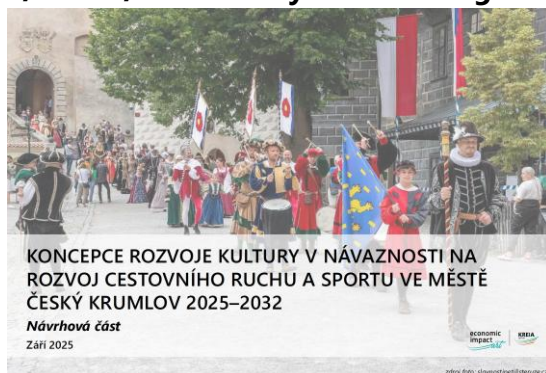 KONCEPCE ROZVOJE KULTURY V NÁVAZNOSTI NA
ROZVOJ CESTOVNÍHO RUCHU A SPORTU VE MĚSTĚ
ČESKÝ KRUMLOV 2025–2032
Návrhová část
Září 2025
economic
impact
KREIA